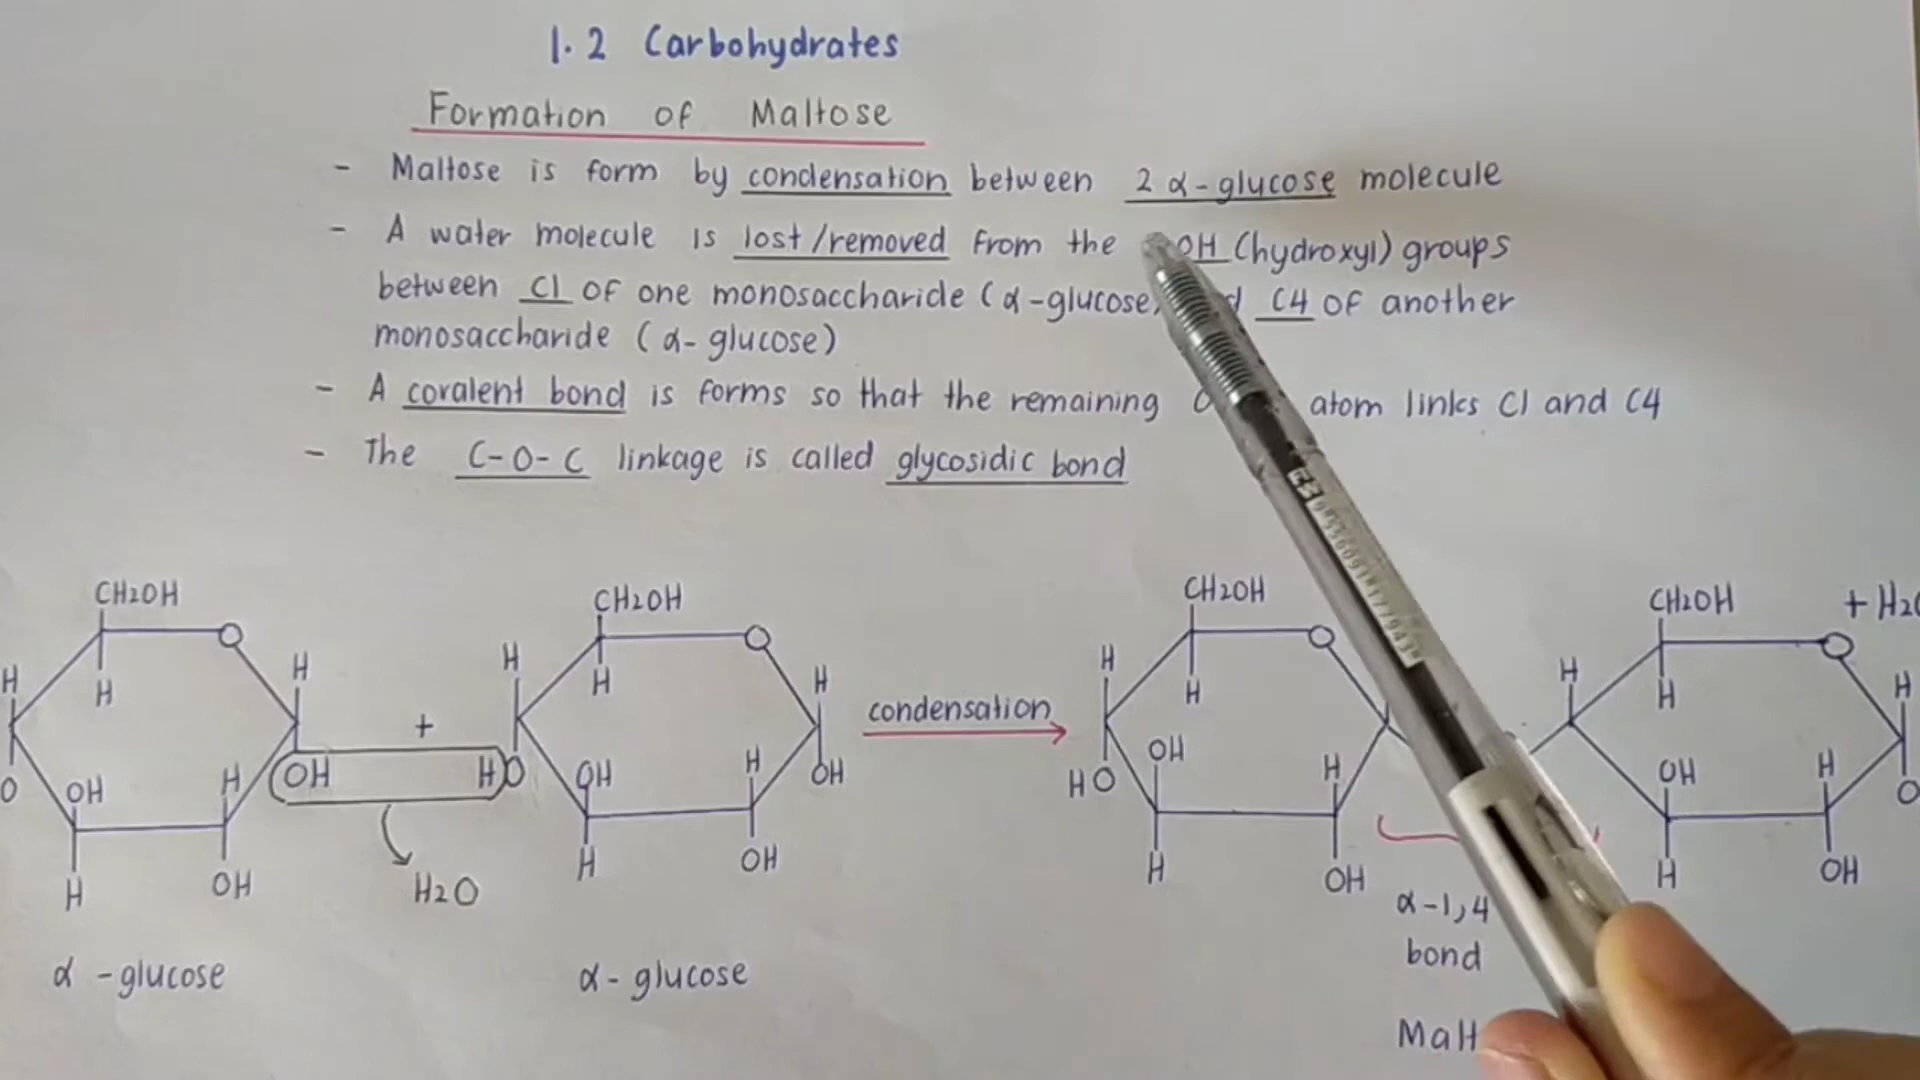 1.2 Carbohydrates
Formation of Maltose
- Maltose is form by condensation between 2 α-glucose molecule
- A water molecule is lost/removed from the OH (hydroxyl) groups
between C1 of one monosaccharide (α-glucose C4 of another
monosaccharide (α-glucose)
- A covalent bond is forms so that the remaining atom links C1 and C4
- The C-O-C linkage is called glycosidic bond
CH2OH CH2OH CH2OH CH2OH + H2O
O O O O
H H H H H H H
H H H H
condensation
+
OH HO
O OH H OH H OH HO OH H OH H O
H OH H OH H OH H OH
H2O
α-1,4
bond
α-glucose α-glucose